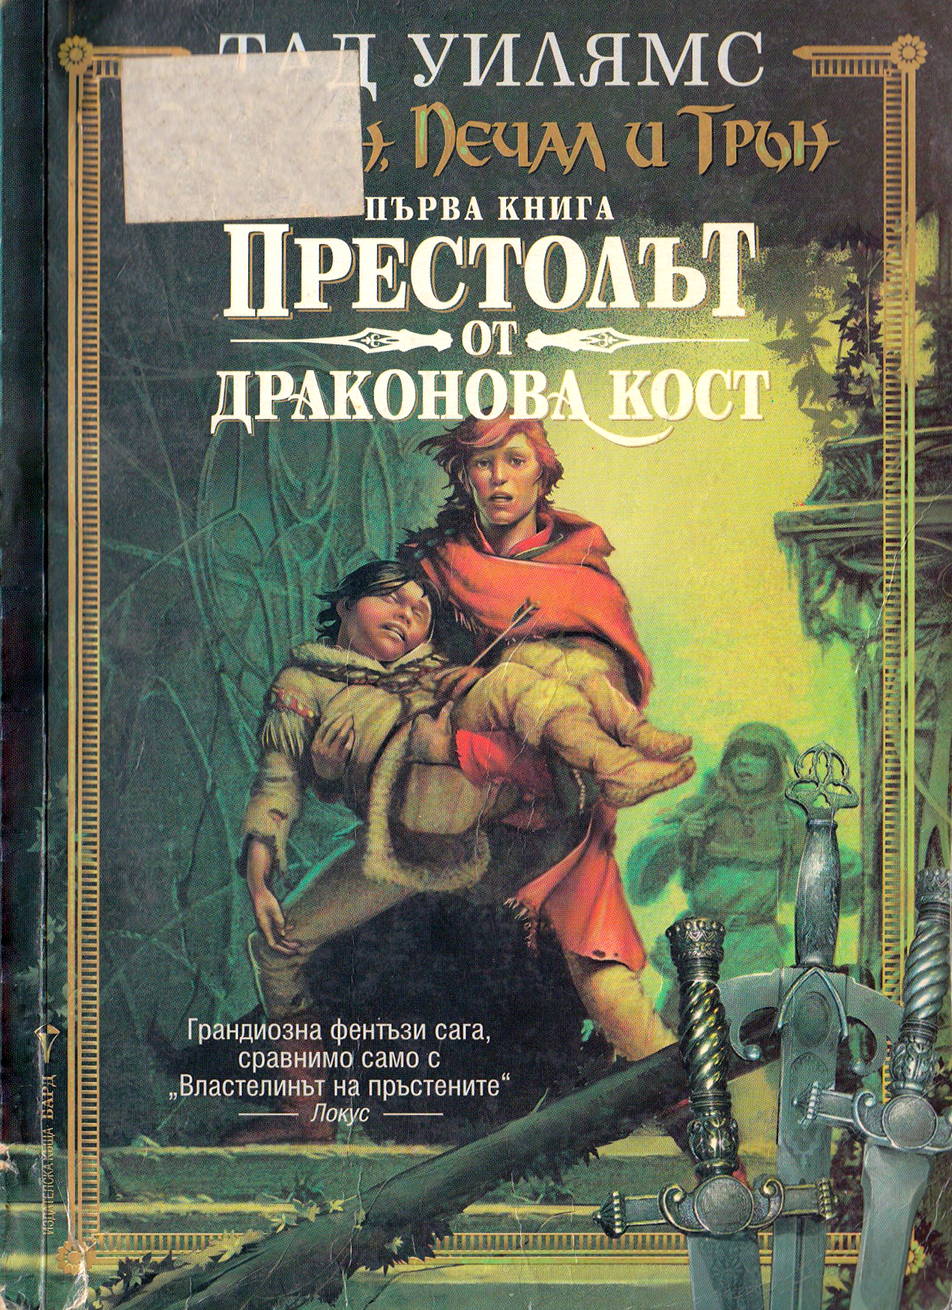 ТАД УИЛЯМС
Н, ПЕЧАЛ И ТРЪН
ПЪРВА КНИГА
ПРЕСТОЛЪТ
ОТ
ДРАКОНОВА КОСТ
Грандиозна фентъзи сага,
сравнимо само с
„Властелинът на пръстените“
Локус
ИЗДАТЕЛСКА КЪЩА БАРД